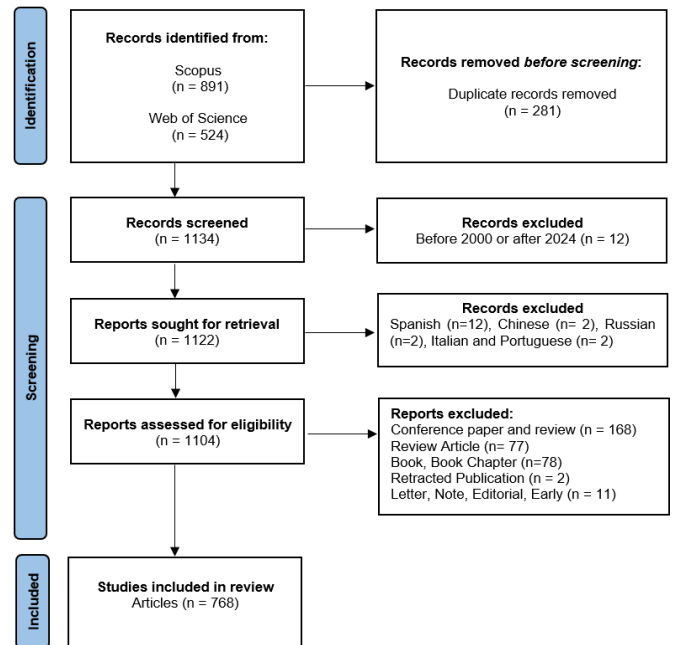 Identification
Records identified from:
Scopus
(n = 891)
Web of Science
(n = 524)
Records removed before screening:
Duplicate records removed
(n = 281)
Screening
Records screened
(n = 1134)
Records excluded
Before 2000 or after 2024 (n = 12)
Reports sought for retrieval
(n = 1122)
Records excluded
Spanish (n=12), Chinese (n= 2), Russian
(n=2), Italian and Portuguese (n= 2)
Reports assessed for eligibility
(n = 1104)
Reports excluded:
Conference paper and review (n = 168)
Review Article (n= 77)
Book, Book Chapter (n=78)
Retracted Publication (n = 2)
Letter, Note, Editorial, Early (n = 11)
Included
Studies included in review
Articles (n = 768)